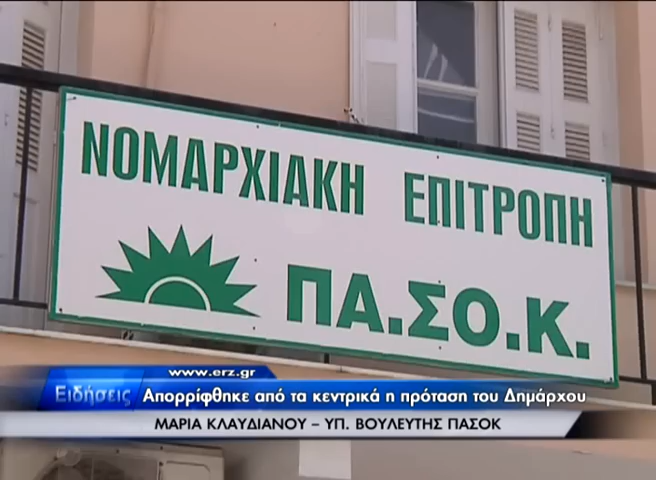 ΝΟΜΑΡΧΙΑΚΗ ΕΠΙΤΡΟΠΗ
ΠΑ.ΣΟ.Κ.
www.erz.gr
Ειδήσεις Απορρίφθηκε από τα κεντρικά η πρόταση του Δημάρχου
ΜΑΡΙΑ ΚΛΑΥΔΙΑΝΟΥ – ΥΠ. ΒΟΥΛΕΥΤΗΣ ΠΑΣΟΚ